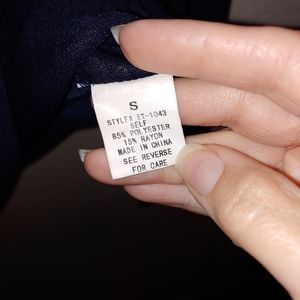 S
STYLE: ET-1043
SELF
85% POLYESTER
15% RAYON
MADE IN CHINA
SEE REVERSE
FOR CARE